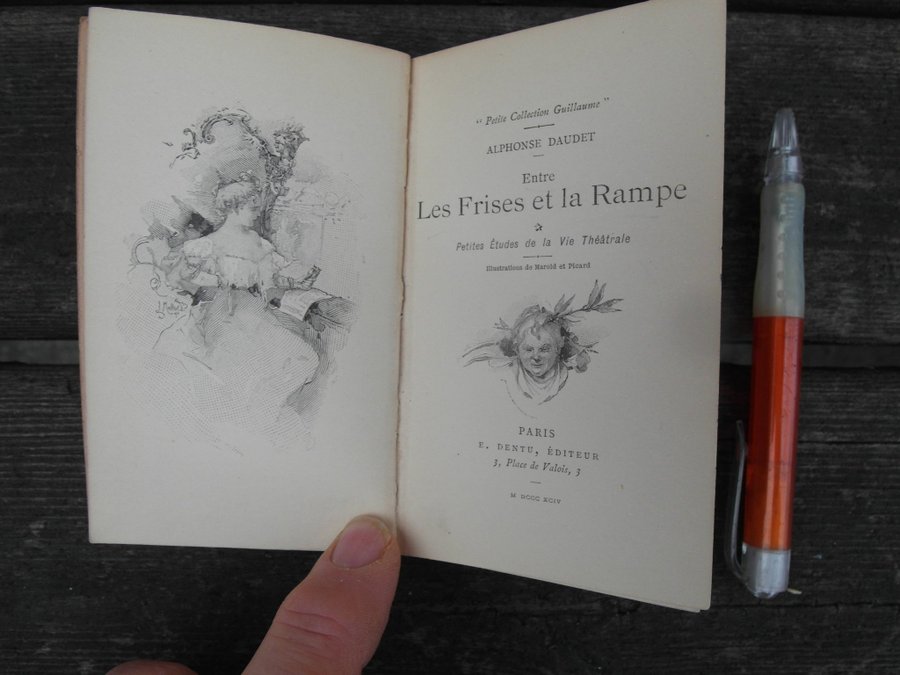 " Petite Collection Guillaume "
ALPHONSE DAUDET
Entre
Les Frises et la Rampe
Petites Études de la Vie Théâtrale
Illustrations de Marold et Picard
PARIS
E. DENTU, ÉDITEUR
3, Place de Valois, 3
M DCCC XCIV